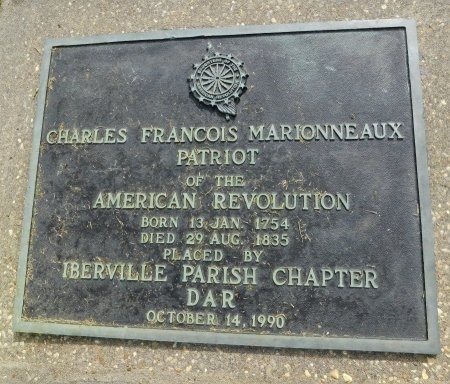 CHARLES FRANCOIS MARIONNEAUX
PATRIOT
OF THE
AMERICAN REVOLUTION
BORN 13 JAN. 1754
DIED 29 AUG. 1835
PLACED BY
IBERVILLE PARISH CHAPTER
DAR
OCTOBER 14, 1990